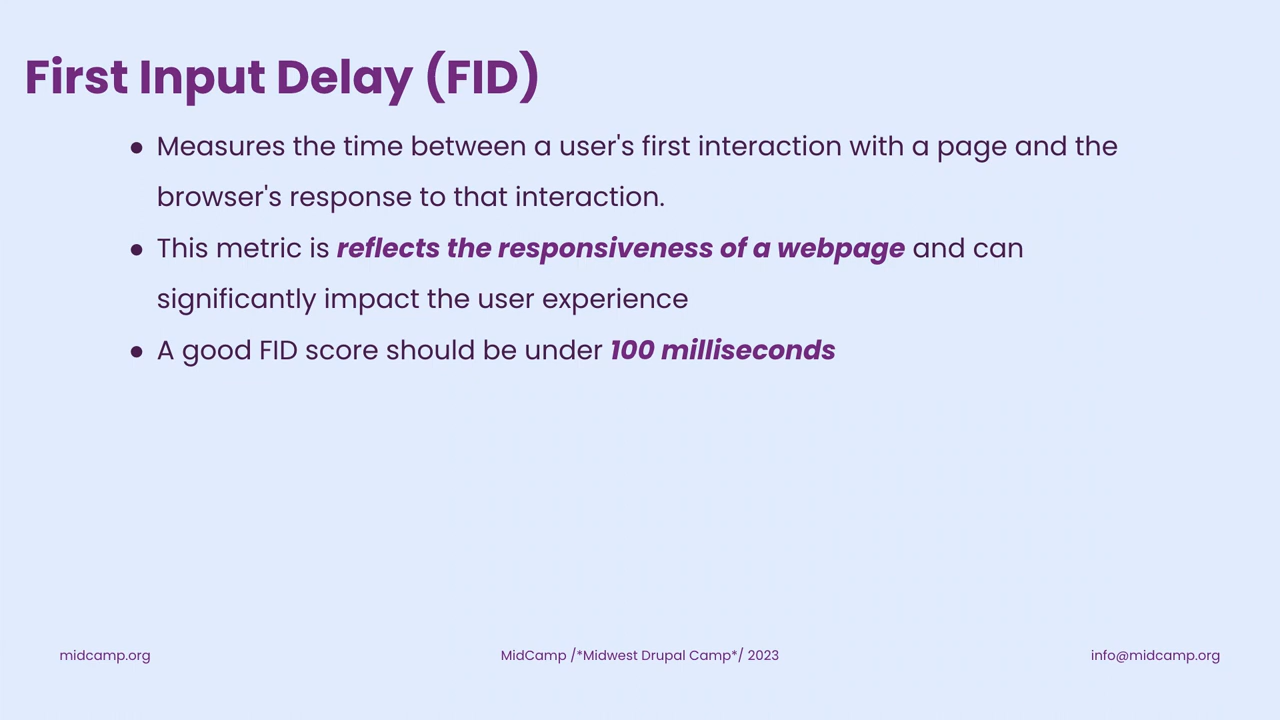 First Input Delay (FID)
● Measures the time between a user's first interaction with a page and the
browser's response to that interaction.
● This metric is reflects the responsiveness of a webpage and can
significantly impact the user experience
● A good FID score should be under 100 milliseconds
midcamp.org
MidCamp /*Midwest Drupal Camp*/ 2023
info@midcamp.org